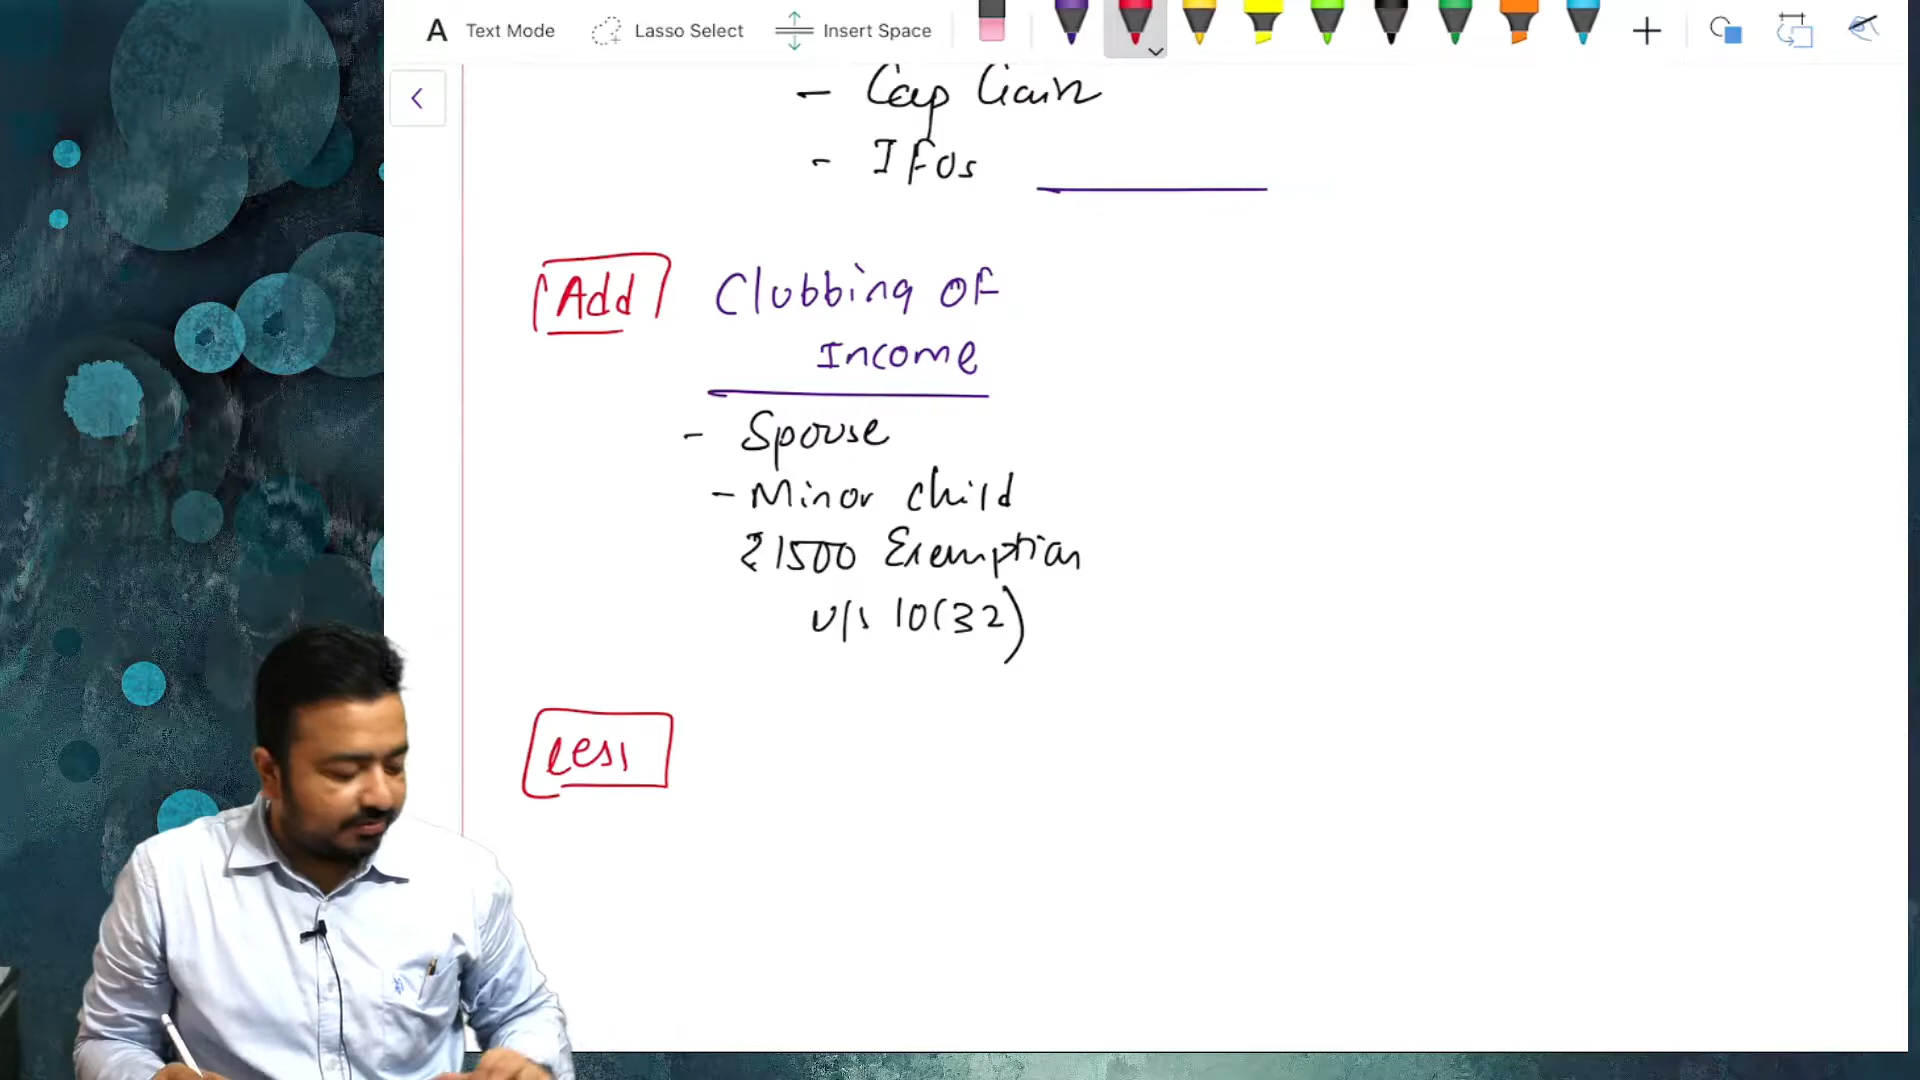 A Text Mode Lasso Select Insert Space
- Cap Gain
- IFOS
Add Clubbing of
Income
- Spouse
- Minor child
₹1500 Exemption
u/s 10(32)
Less